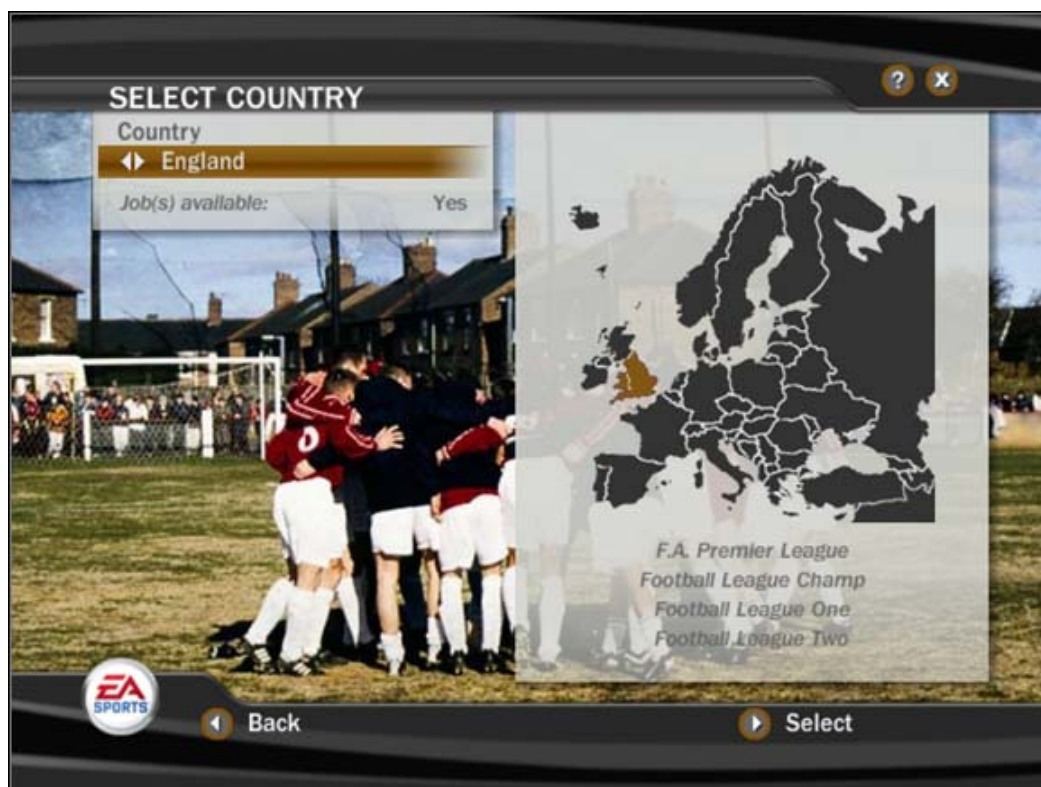 SELECT COUNTRY
? X
Country
England
Job(s) available: Yes
F.A. Premier League
Football League Champ
Football League One
Football League Two
EA
SPORTS
Back
Select